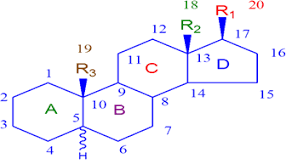 18 R₁ 20
12 R₂ 17
19 11 13 16
R₃ C D
1 9 14 15
2 10 8
A B
3 5 7
4 H 6